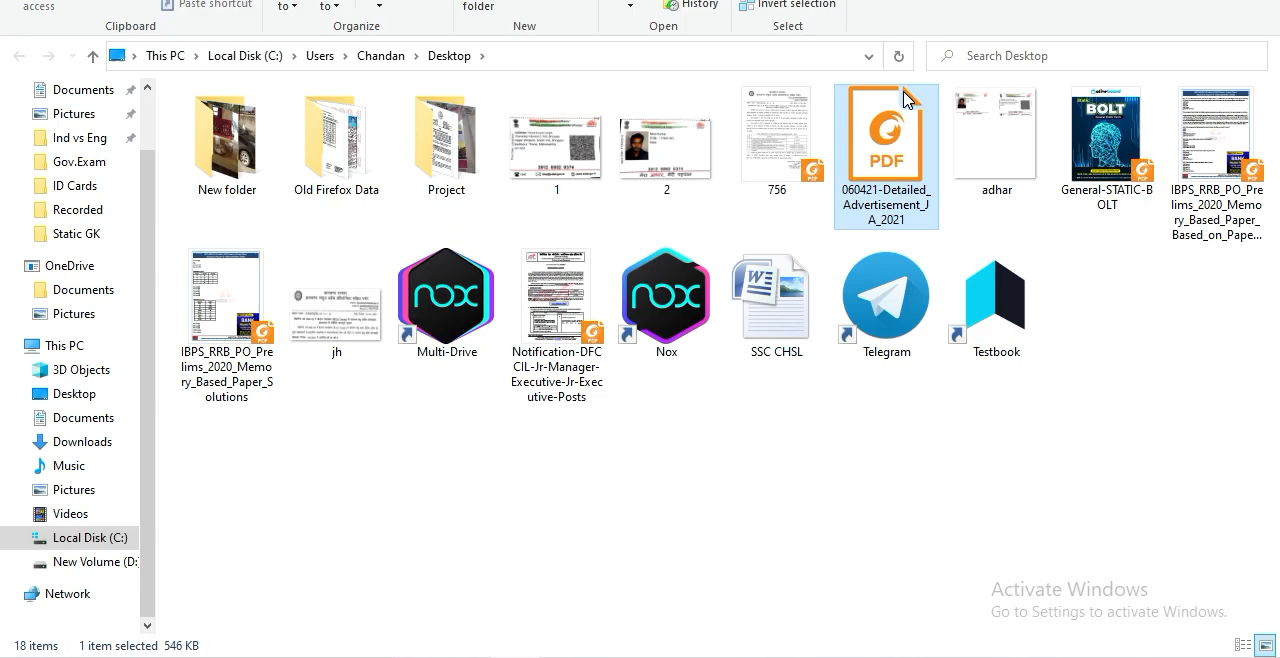 access
Paste shortcut
to
to
folder
History
Invert selection
Clipboard
Organize
New
Open
Select
This PC > Local Disk (C:) > Users > Chandan > Desktop >
Search Desktop
Documents
Pictures
Gov.Exam
ID Cards
Recorded
Static GK
OneDrive
Documents
Pictures
This PC
3D Objects
Desktop
Documents
Downloads
Music
Pictures
Videos
Local Disk (C:)
New Volume (D:
Network
New folder
Old Firefox Data
Project
1
2
756
PDF
060421-Detailed_
Advertisement_J
A_2021
adhar
BOLT
General-STATIC-B
OLT
IBPS_RRB_PO_Pre
lims_2020_Memo
ry_Based_Paper_
Based_on_Pape...
IBPS_RRB_PO_Pre
lims_2020_Memo
ry_Based_Paper_S
olutions
jh
nox
Multi-Drive
Notification-DFC
CIL-Jr-Manager-
Executive-Jr-Exec
utive-Posts
nox
Nox
W
SSC CHSL
Telegram
Testbook
Activate Windows
Go to Settings to activate Windows.
18 items
1 item selected 546 KB